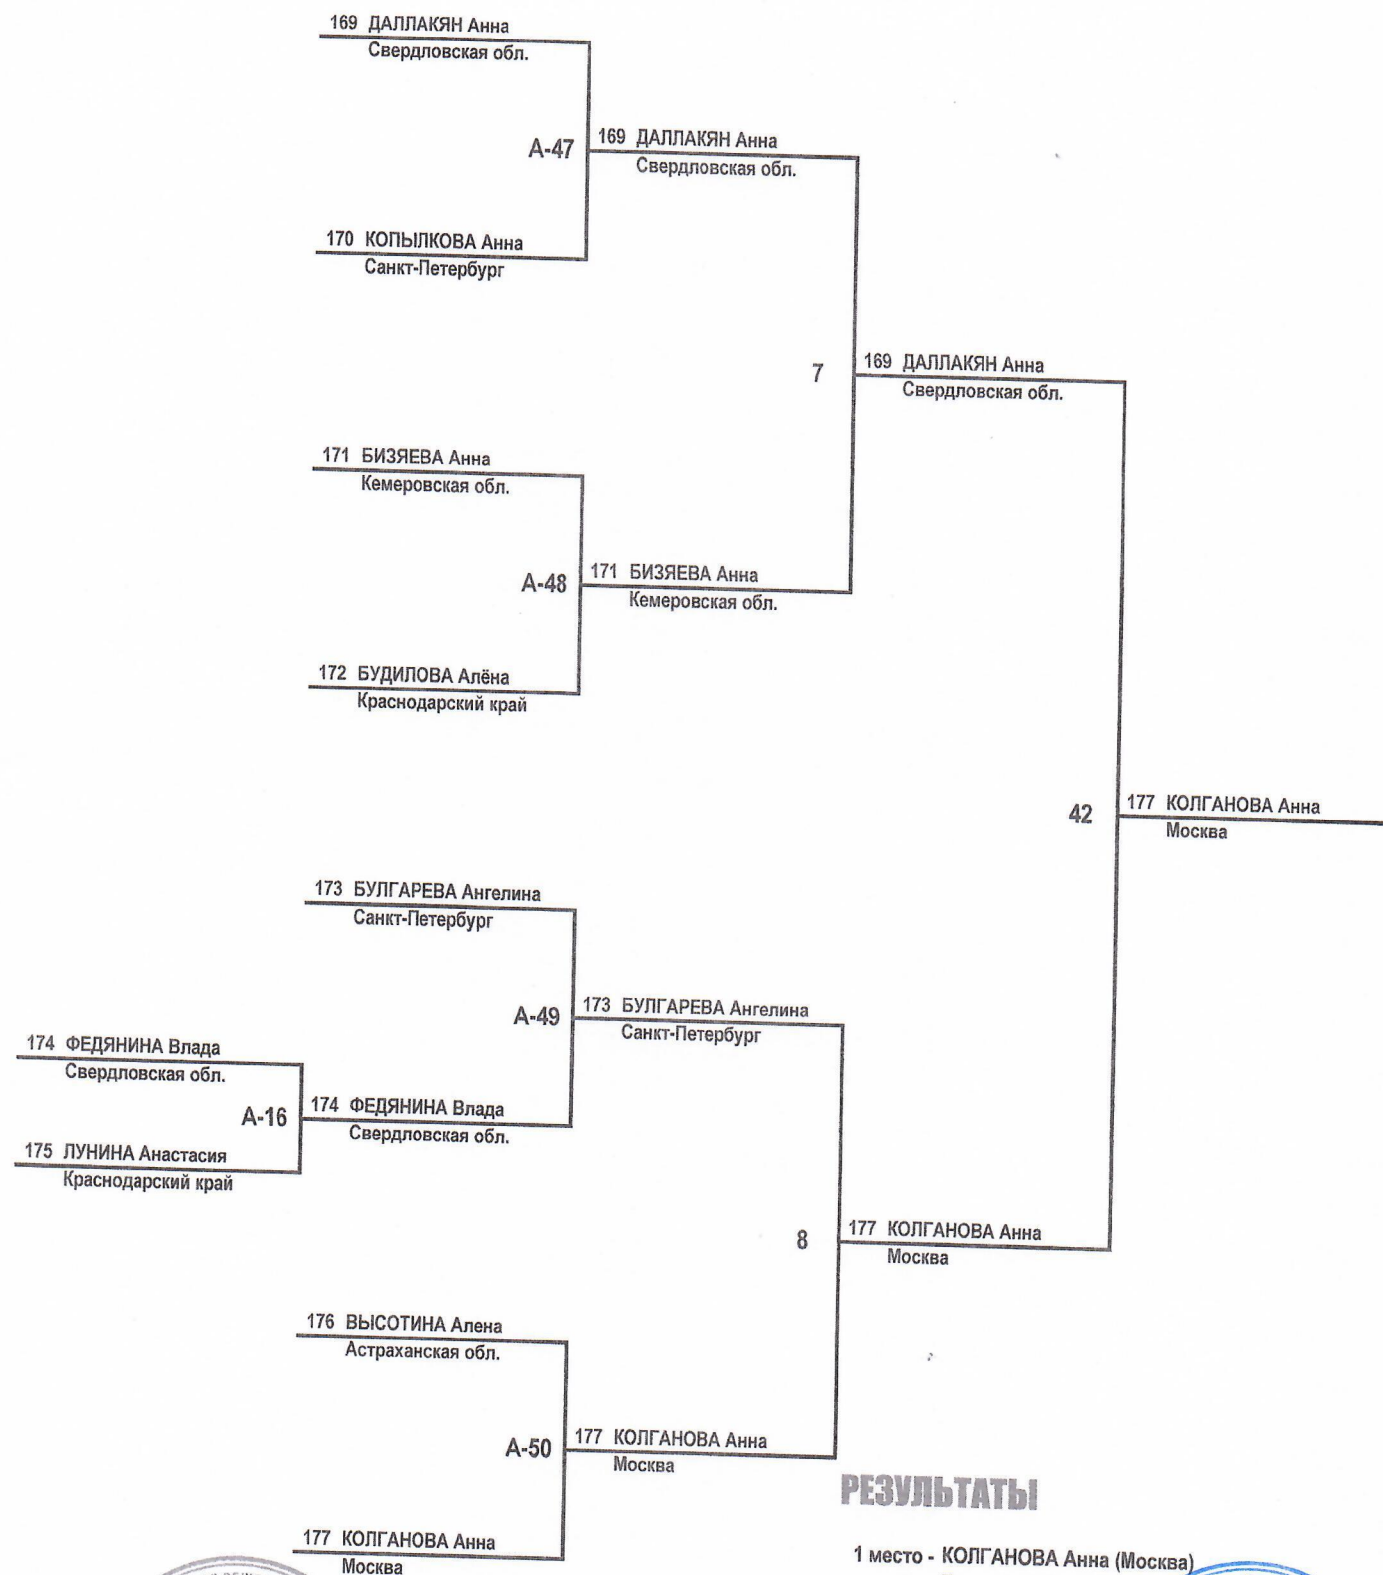 169 ДАЛЛАКЯН Анна
Свердловская обл.
А-47
169 ДАЛЛАКЯН Анна
Свердловская обл.
170 КОПЫЛКОВА Анна
Санкт-Петербург
7
169 ДАЛЛАКЯН Анна
Свердловская обл.
171 БИЗЯЕВА Анна
Кемеровская обл.
А-48
171 БИЗЯЕВА Анна
Кемеровская обл.
172 БУДИЛОВА Алёна
Краснодарский край
42
177 КОЛГАНОВА Анна
Москва
173 БУЛГАРЕВА Ангелина
Санкт-Петербург
А-49
173 БУЛГАРЕВА Ангелина
Санкт-Петербург
174 ФЕДЯНИНА Влада
Свердловская обл.
А-16
174 ФЕДЯНИНА Влада
Свердловская обл.
175 ЛУНИНА Анастасия
Краснодарский край
8
177 КОЛГАНОВА Анна
Москва
176 ВЫСОТИНА Алена
Астраханская обл.
А-50
177 КОЛГАНОВА Анна
Москва
177 КОЛГАНОВА Анна
Москва
РЕЗУЛЬТАТЫ
1 место - КОЛГАНОВА Анна (Москва)